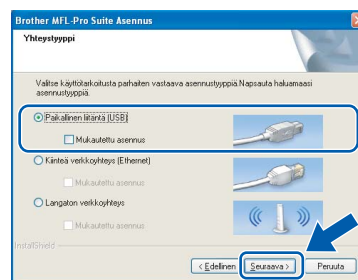 Brother MFL-Pro Suite Asennus
Yhteystyyppi
Valitse käyttötarkoitusta parhaiten vastaava asennustyyppiä. Napsauta haluamaasi
asennustyyppiä.
Paikallinen liitäntä (USB)
Mukautettu asennus
Kiinteä verkkoyhteys (Ethernet)
Mukautettu asennus
Langaton verkkoyhteys
Mukautettu asennus
InstallShield
< Edellinen Seuraava > Peruuta